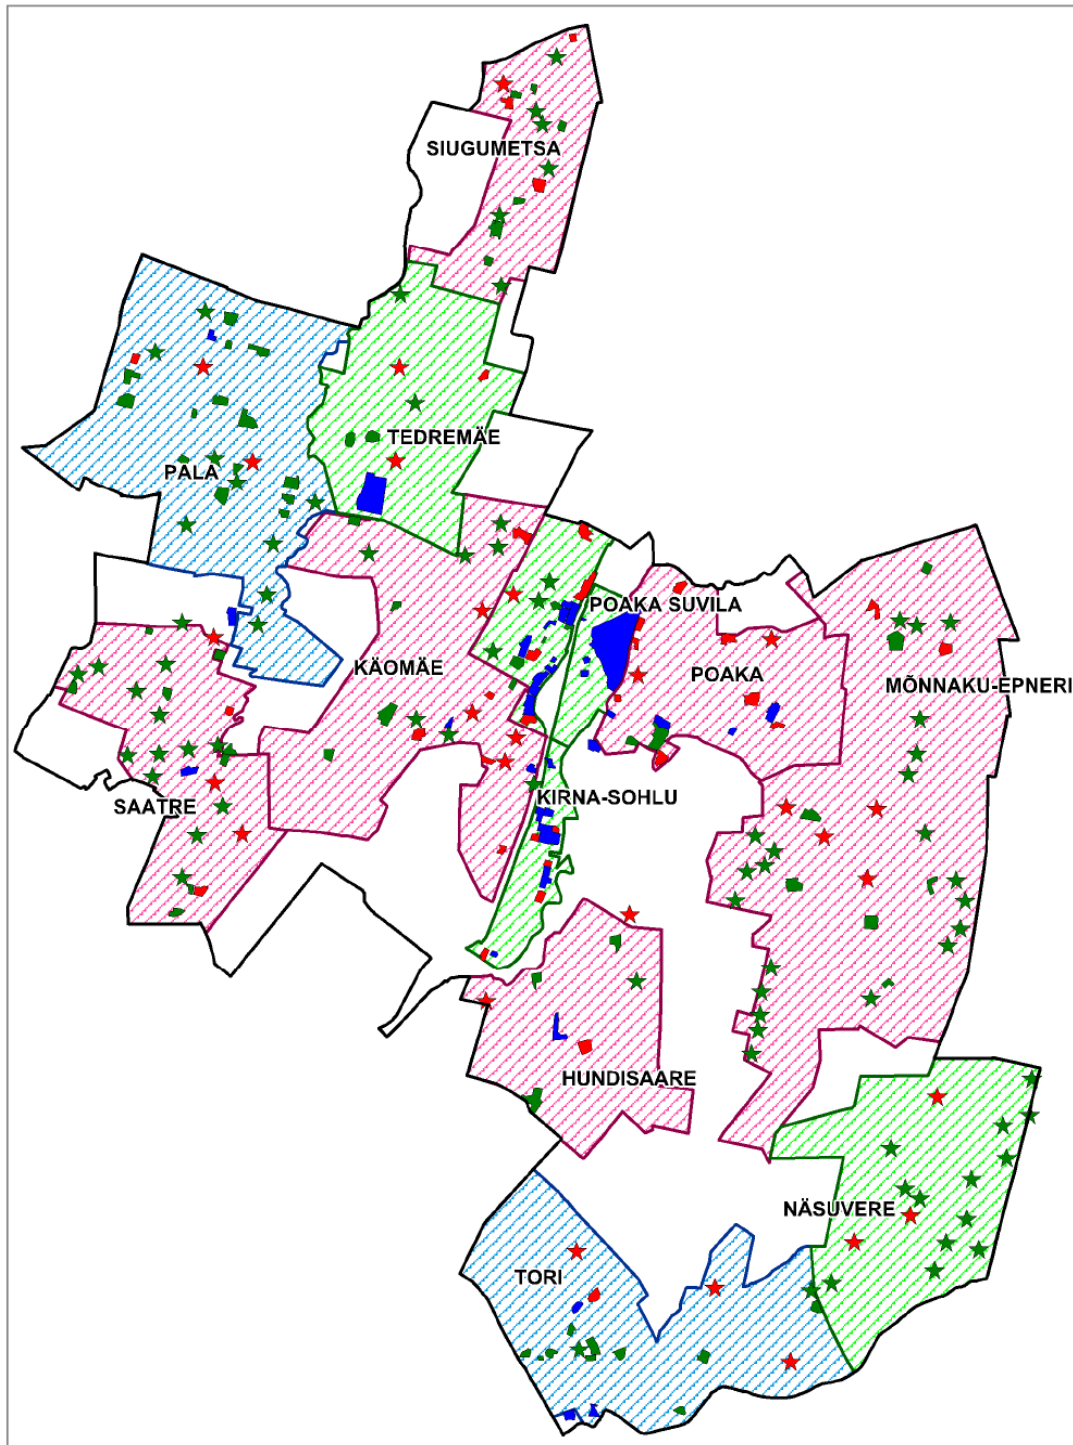 SIUGUMETSA
TEDREMÄE
PALA
POAKA SUVILA
KÄOMÄE
POAKA
MÕNNAKU-EPNERI
SAATRE
KIRNA-SOHLU
HUNDISAARE
NÄSUVERE
TORI